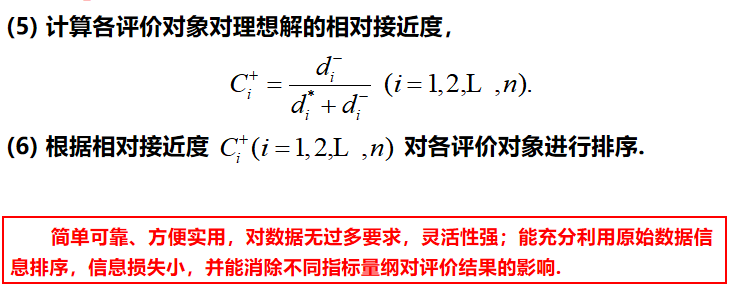 (5) 计算各评价对象对理想解的相对接近度，
C_i^+ = \frac{d_i^-}{d_i^* + d_i^-} (i = 1,2,L ,n).
(6) 根据相对接近度 C_i^+(i = 1,2,L ,n) 对各评价对象进行排序.
简单可靠、方便实用，对数据无过多要求，灵活性强；能充分利用原始数据信
息排序，信息损失小，并能消除不同指标量纲对评价结果的影响.